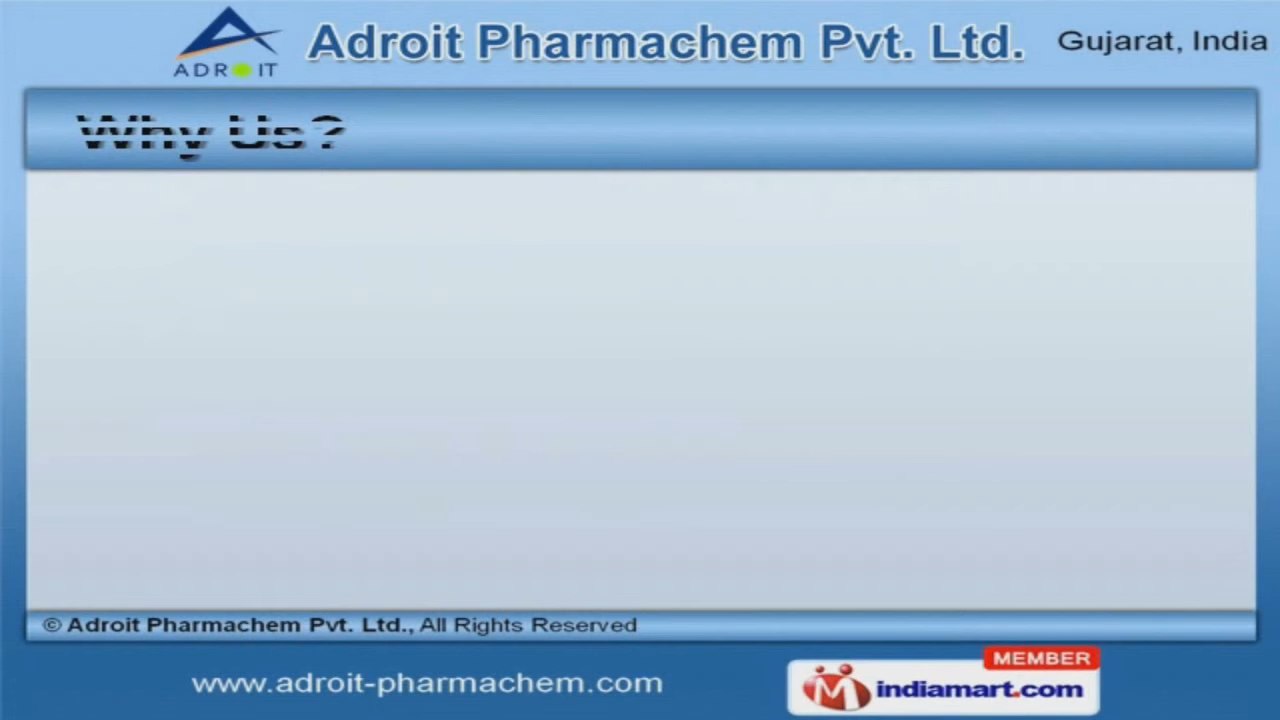 ADROIT
Adroit Pharmachem Pvt. Ltd.
Gujarat, India
Why Us?
© Adroit Pharmachem Pvt. Ltd., All Rights Reserved
www.adroit-pharmachem.com
MEMBER
indiamart.com